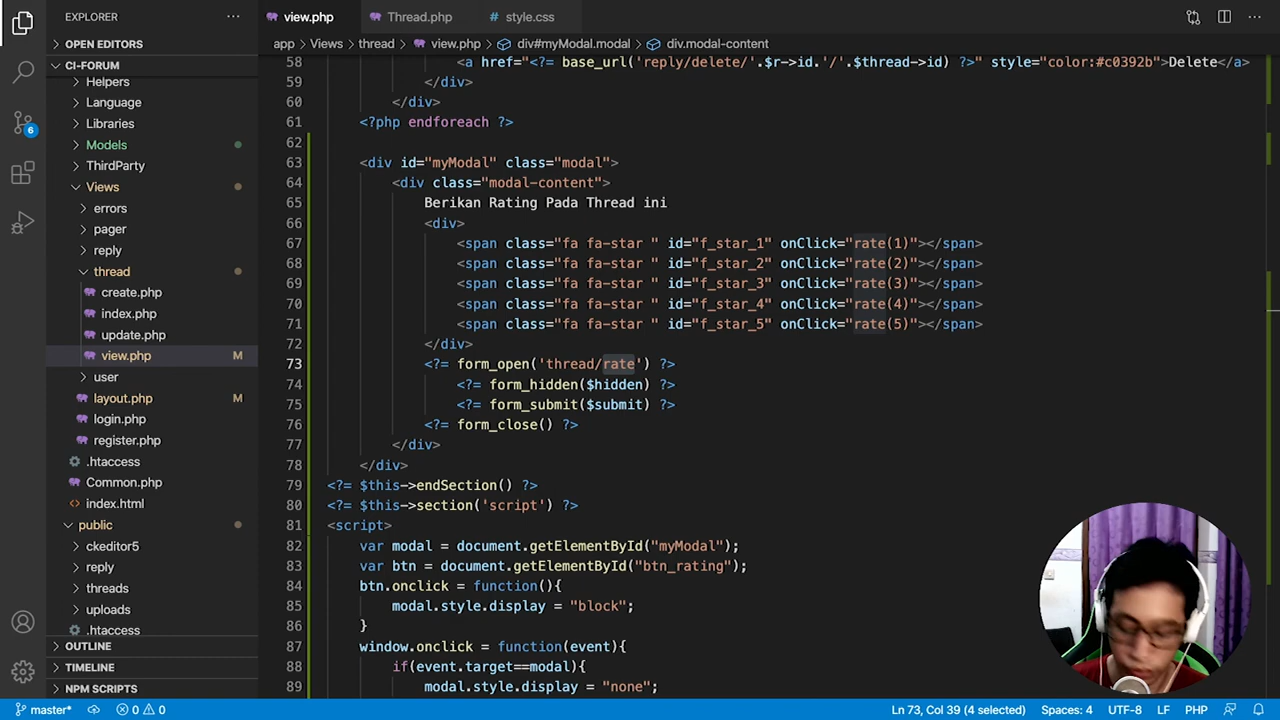 EXPLORER
view.php
Thread.php
style.css
OPEN EDITORS
app > Views > thread > view.php > div#myModal.modal > div.modal-content
CI-FORUM
Helpers
Language
Libraries
Models
ThirdParty
Views
errors
pager
reply
thread
create.php
index.php
update.php
view.php M
user
layout.php M
login.php
register.php
.htaccess
Common.php
index.html
public
ckeditor5
reply
threads
uploads
.htaccess
OUTLINE
TIMELINE
NPM SCRIPTS
6
58 <a href="<?= base_url('reply/delete/'.$r->id.'/'.$thread->id) ?>" style="color:#c0392b">Delete</a>
59 </div>
60 </div>
61 <?php endforeach ?>
62
63 <div id="myModal" class="modal">
64 <div class="modal-content">
65 Berikan Rating Pada Thread ini
66 <div>
67 <span class="fa fa-star " id="f_star_1" onClick="rate(1)"></span>
68 <span class="fa fa-star " id="f_star_2" onClick="rate(2)"></span>
69 <span class="fa fa-star " id="f_star_3" onClick="rate(3)"></span>
70 <span class="fa fa-star " id="f_star_4" onClick="rate(4)"></span>
71 <span class="fa fa-star " id="f_star_5" onClick="rate(5)"></span>
72 </div>
73 <?= form_open('thread/rate') ?>
74 <?= form_hidden($hidden) ?>
75 <?= form_submit($submit) ?>
76 <?= form_close() ?>
77 </div>
78 </div>
79 <?= $this->endSection() ?>
80 <?= $this->section('script') ?>
81 <script>
82 var modal = document.getElementById("myModal");
83 var btn = document.getElementById("btn_rating");
84 btn.onclick = function(){
85 modal.style.display = "block";
86 }
87 window.onclick = function(event){
88 if(event.target==modal){
89 modal.style.display = "none";
master* 0 0 Ln 73, Col 39 (4 selected) Spaces: 4 UTF-8 LF PHP